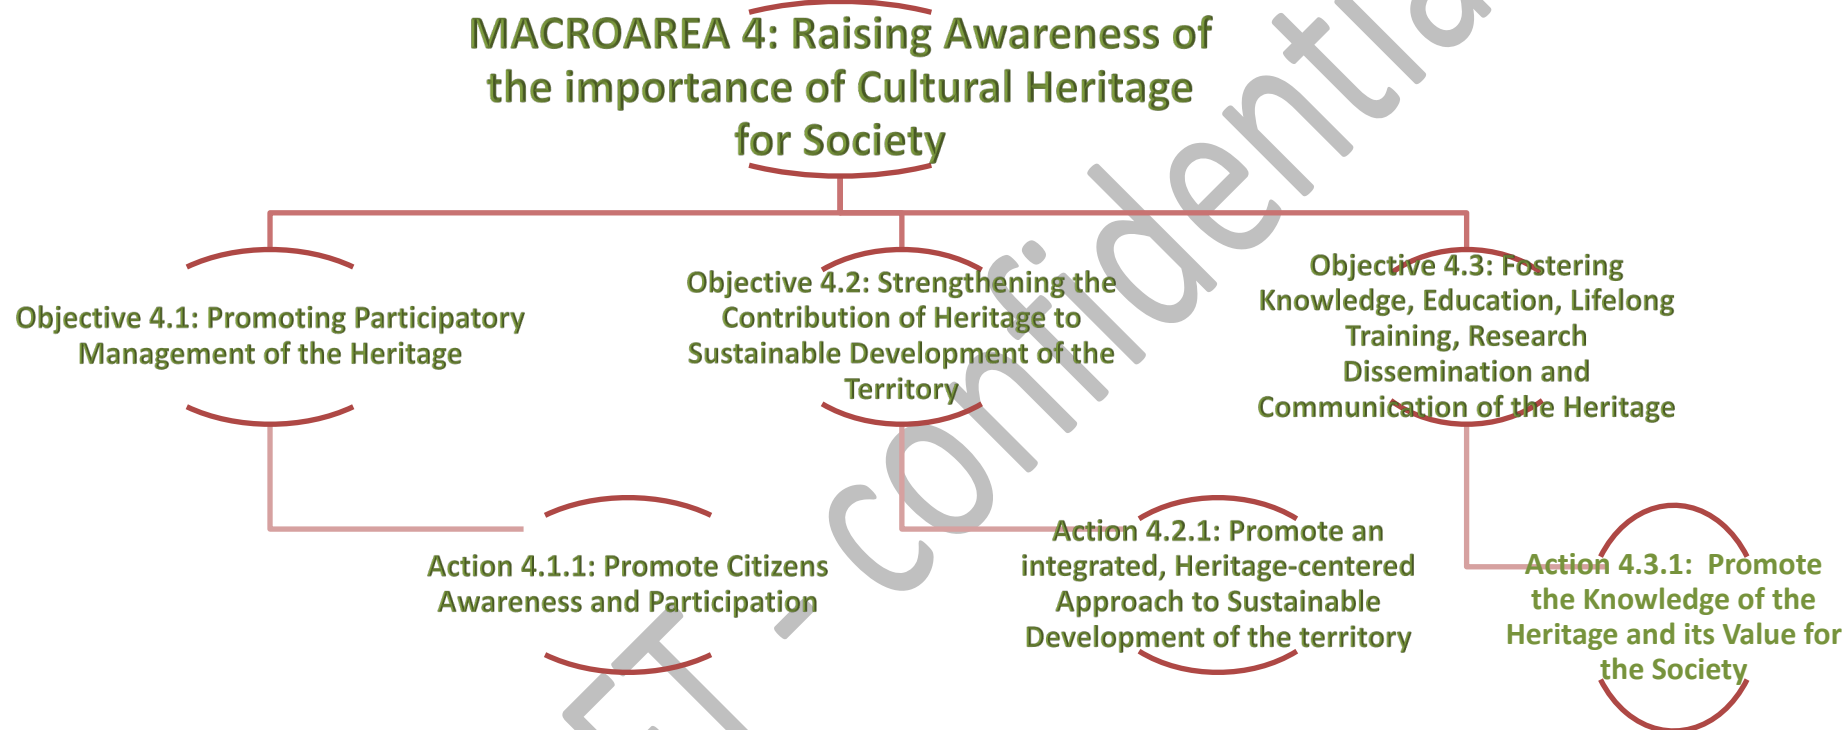 MACROAREA 4: Raising Awareness of
the importance of Cultural Heritage
for Society
Objective 4.1: Promoting Participatory
Management of the Heritage
Objective 4.2: Strengthening the
Contribution of Heritage to
Sustainable Development of the
Territory
Objective 4.3: Fostering
Knowledge, Education, Lifelong
Training, Research
Dissemination and
Communication of the Heritage
Action 4.1.1: Promote Citizens
Awareness and Participation
Action 4.2.1: Promote an
integrated, Heritage-centered
Approach to Sustainable
Development of the territory
Action 4.3.1: Promote
the Knowledge of the
Heritage and its Value for
the Society